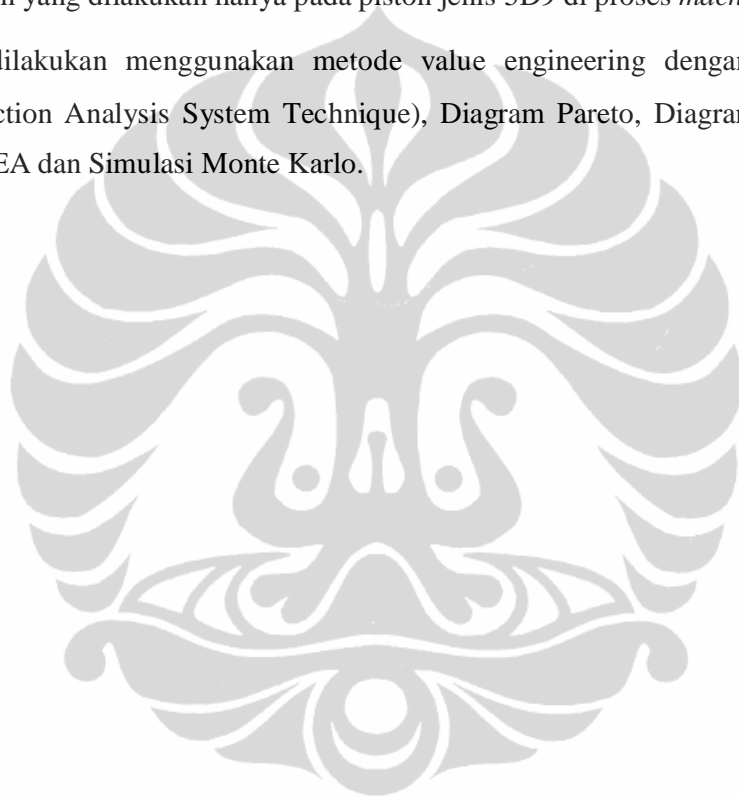 yang dilakukan hanya pada piston jenis 5D9 di proses
dilakukan menggunakan metode value engineering dengan
ction Analysis System Technique), Diagram Pareto, Diagram
EA dan Simulasi Monte Karlo.